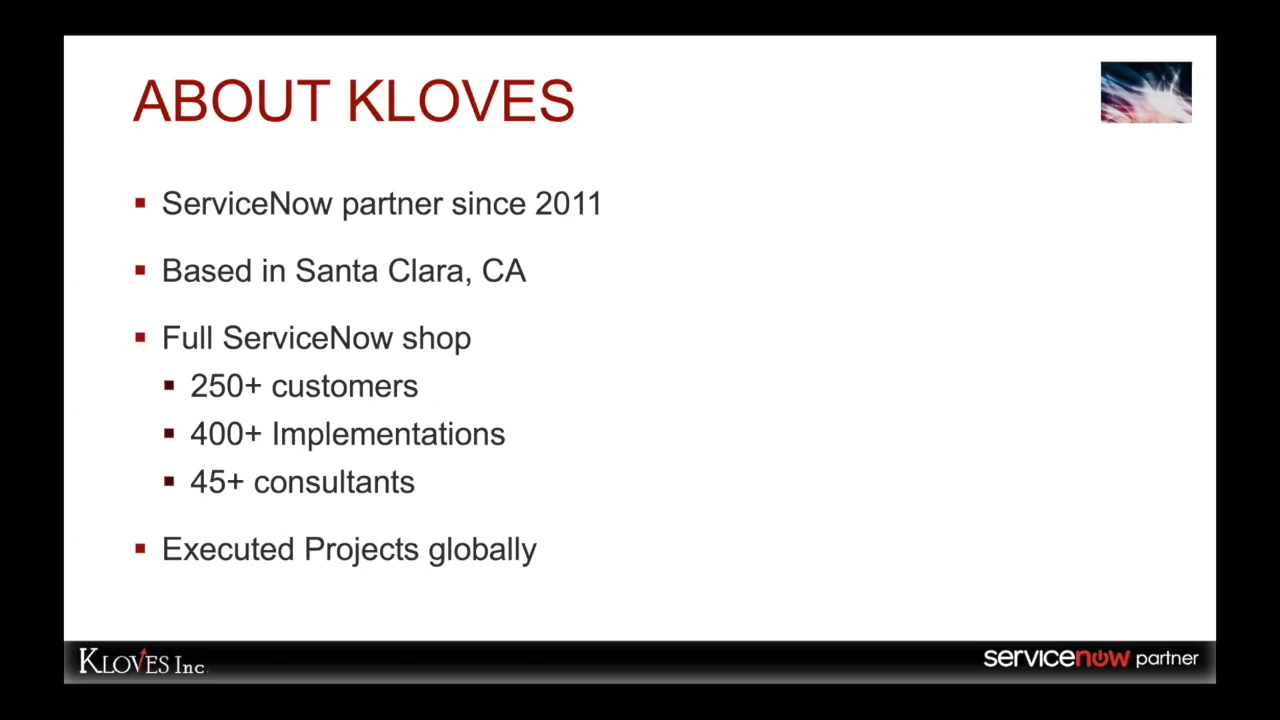 ABOUT KLOVES
ServiceNow partner since 2011
Based in Santa Clara, CA
Full ServiceNow shop
250+ customers
400+ Implementations
45+ consultants
Executed Projects globally
KLOVES Inc.
servicenow partner